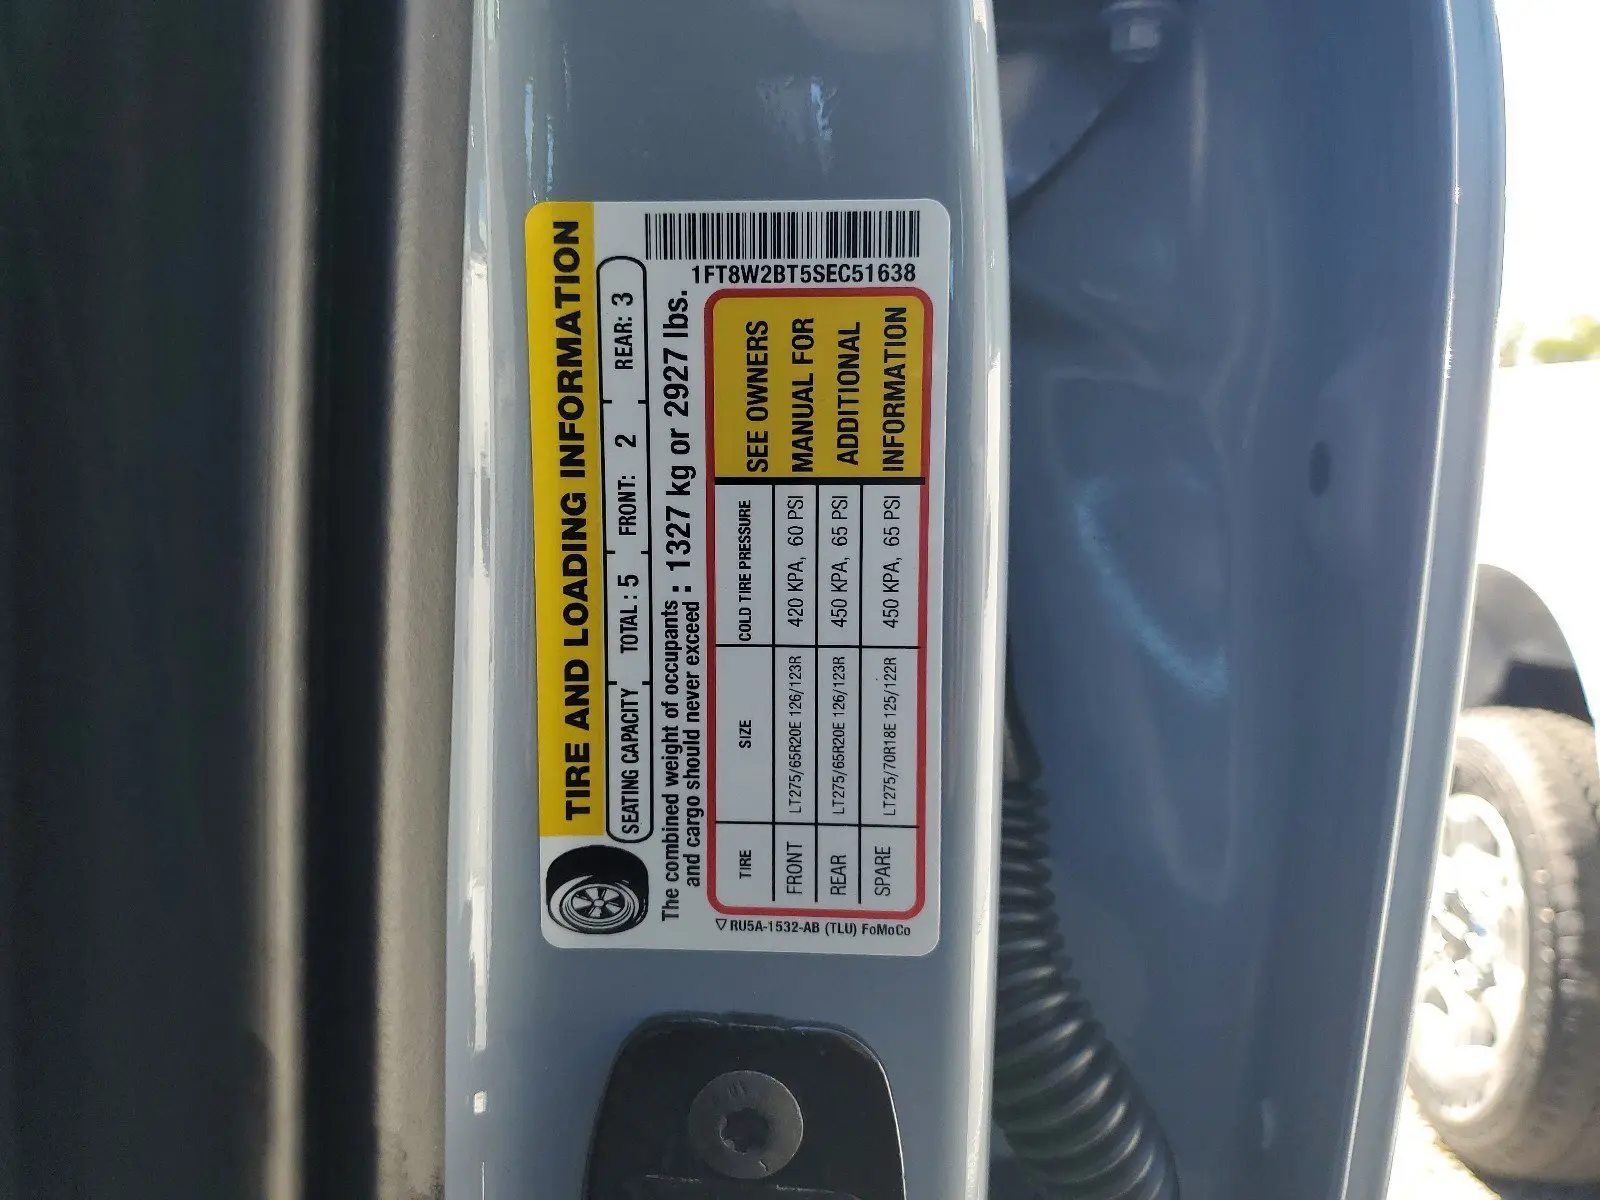 TIRE AND LOADING INFORMATION
SEATING CAPACITY TOTAL : 5 FRONT: 2 REAR: 3
The combined weight of occupants
and cargo should never exceed : 1327 kg or 2927 lbs.
1FT8W2BT5SEC51638
TIRE SIZE COLD TIRE PRESSURE
FRONT LT275/65R20E 126/123R 420 KPA, 60 PSI
REAR LT275/65R20E 126/123R 450 KPA, 65 PSI
SPARE LT275/70R18E 125/122R 450 KPA, 65 PSI
SEE OWNERS
MANUAL FOR
ADDITIONAL
INFORMATION
RU5A-1532-AB (TLU) FoMoCo